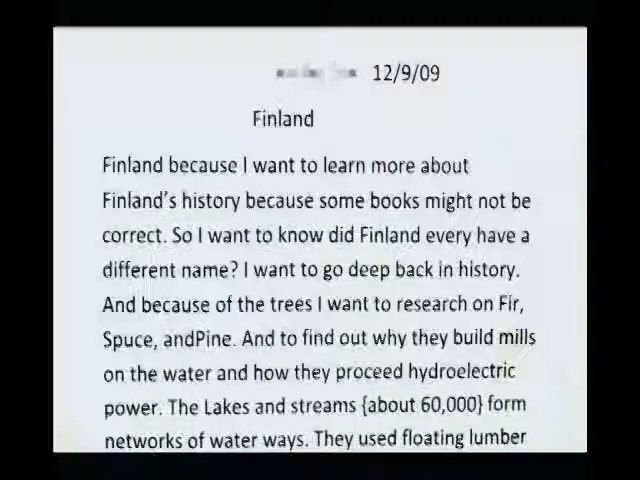 12/9/09
Finland
Finland because I want to learn more about
Finland's history because some books might not be
correct. So I want to know did Finland every have a
different name? I want to go deep back in history.
And because of the trees I want to research on Fir,
Spuce, andPine. And to find out why they build mills
on the water and how they proceed hydroelectric
power. The Lakes and streams {about 60,000} form
networks of water ways. They used floating lumber